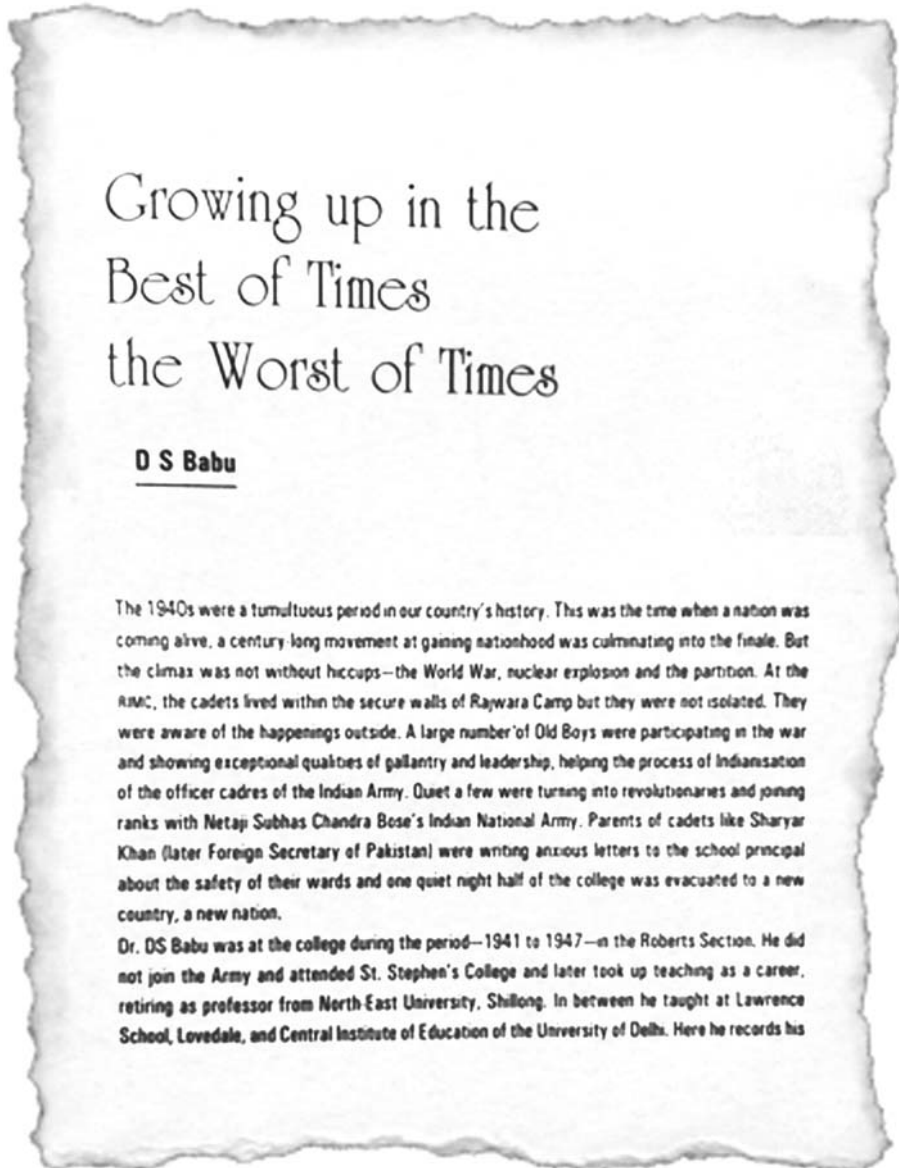 Growing up in the
Best of Times
the Worst of Times
D S Babu
The 1940s were a tumultuous period in our country's history. This was the time when a nation was
coming alive, a century-long movement at gaining nationhood was culminating into the finale. But
the climax was not without hiccups—the World War, nuclear explosion and the partition. At the
RIMC, the cadets lived within the secure walls of Rajwara Camp but they were not isolated. They
were aware of the happenings outside. A large number of Old Boys were participating in the war
and showing exceptional qualities of gallantry and leadership, helping the process of Indianisation
of the officer cadres of the Indian Army. Quiet a few were turning into revolutionaries and joining
ranks with Netaji Subhas Chandra Bose's Indian National Army. Parents of cadets like Sharyar
Khan (later Foreign Secretary of Pakistan) were writing anxious letters to the school principal
about the safety of their wards and one quiet night half of the college was evacuated to a new
country, a new nation.
Dr. DS Babu was at the college during the period—1941 to 1947—in the Roberts Section. He did
not join the Army and attended St. Stephen's College and later took up teaching as a career,
retiring as professor from North-East University, Shillong. In between he taught at Lawrence
School, Lovedale, and Central Institute of Education of the University of Delhi. Here he records his